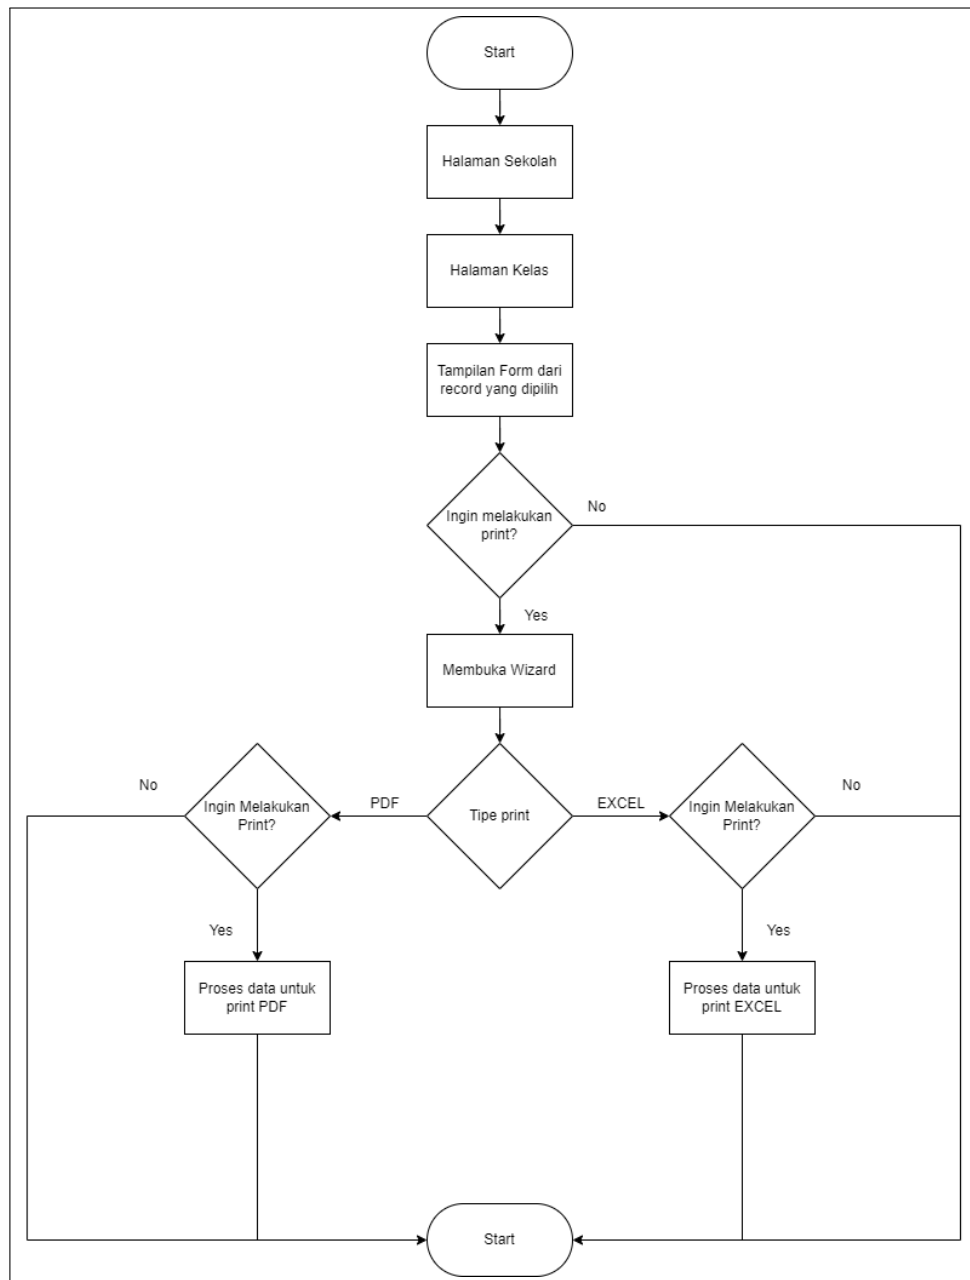 Start
Halaman Sekolah
Halaman Kelas
Tampilan Form dari
record yang dipilih
Ingin melakukan
print?
No
Yes
Membuka Wizard
No
Ingin Melakukan
Print?
PDF
Tipe print
EXCEL
Ingin Melakukan
Print?
No
Yes
Yes
Proses data untuk
print PDF
Proses data untuk
print EXCEL
Start